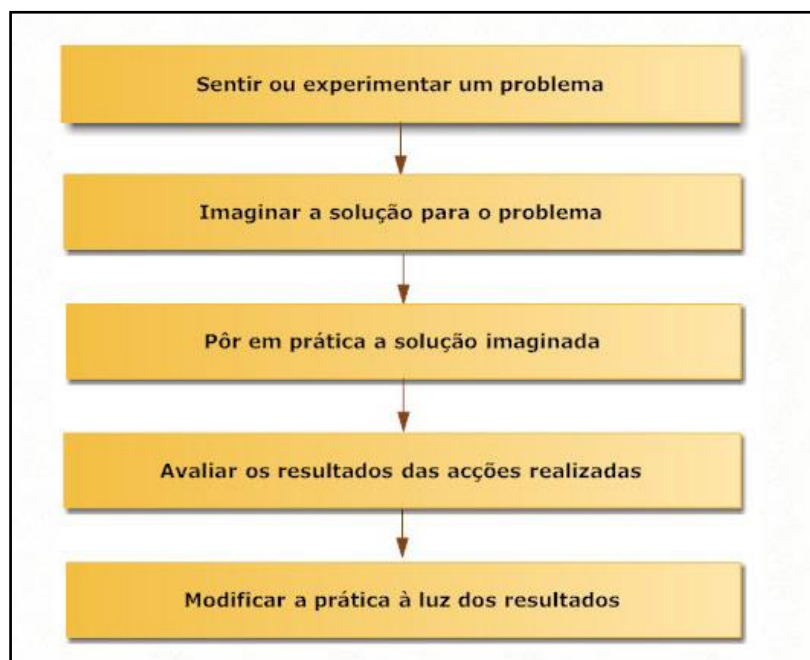 Sentir ou experimentar um problema
Imaginar a solução para o problema
Pôr em prática a solução imaginada
Avaliar os resultados das acções realizadas
Modificar a prática à luz dos resultados